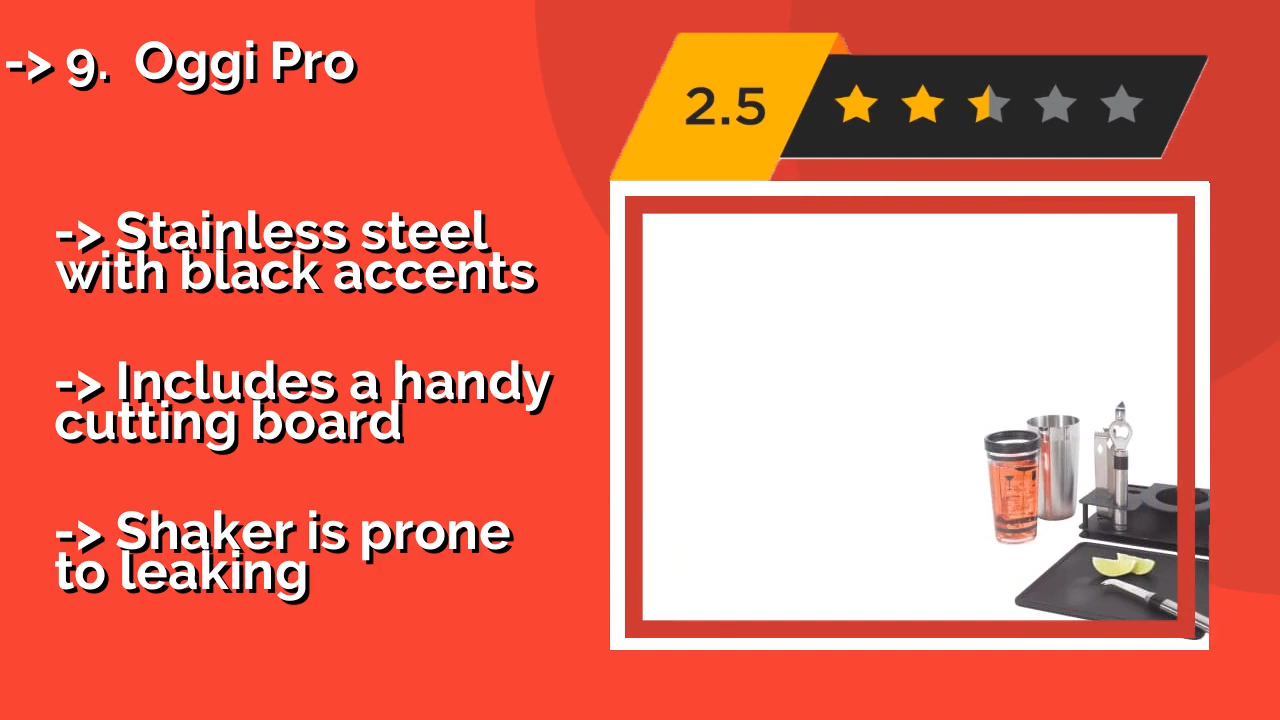 -> 9.  Oggi Pro
2.5
-> Stainless steel
with black accents
-> Includes a handy
cutting board
-> Shaker is prone
to leaking